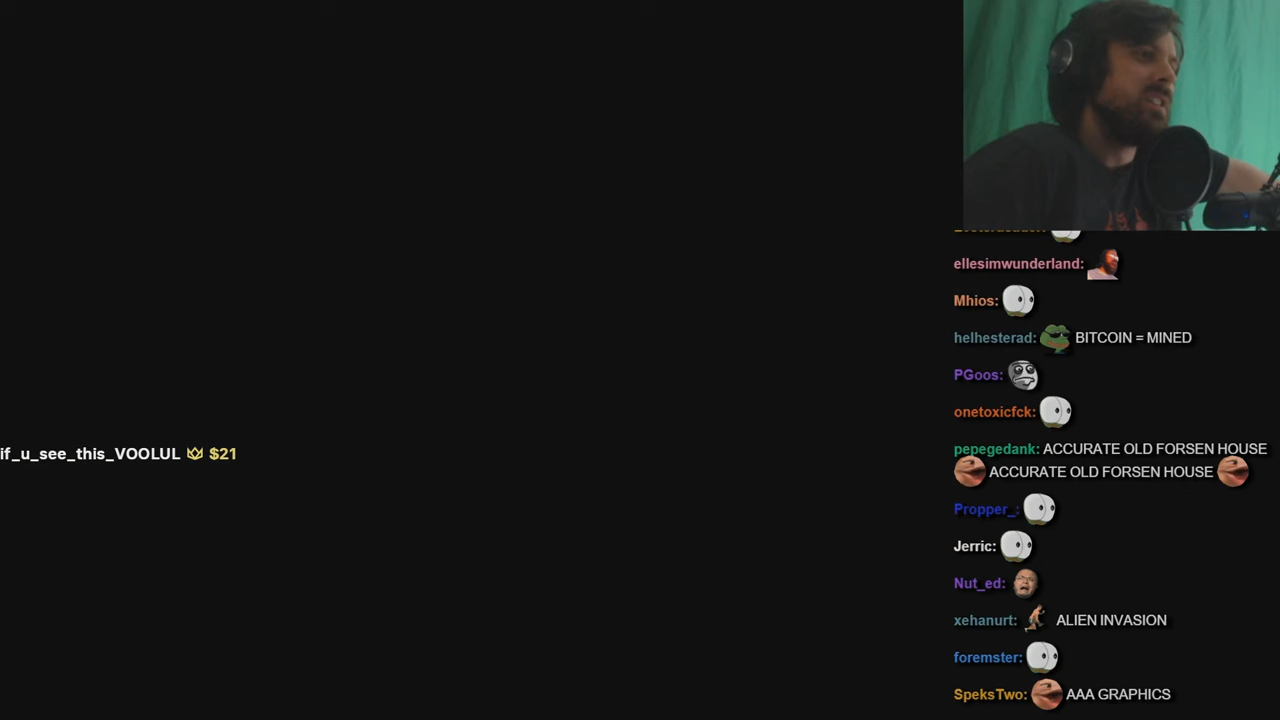 ellesimwunderland:
Mhios:
helhesterad: BITCOIN = MINED
PGoos:
onetoxicfck:
pepegedank: ACCURATE OLD FORSEN HOUSE
ACCURATE OLD FORSEN HOUSE
if_u_see_this_VOOLUL $21
Propper_:
Jerric:
Nut_ed:
xehanurt: ALIEN INVASION
foremster:
SpeksTwo: AAA GRAPHICS